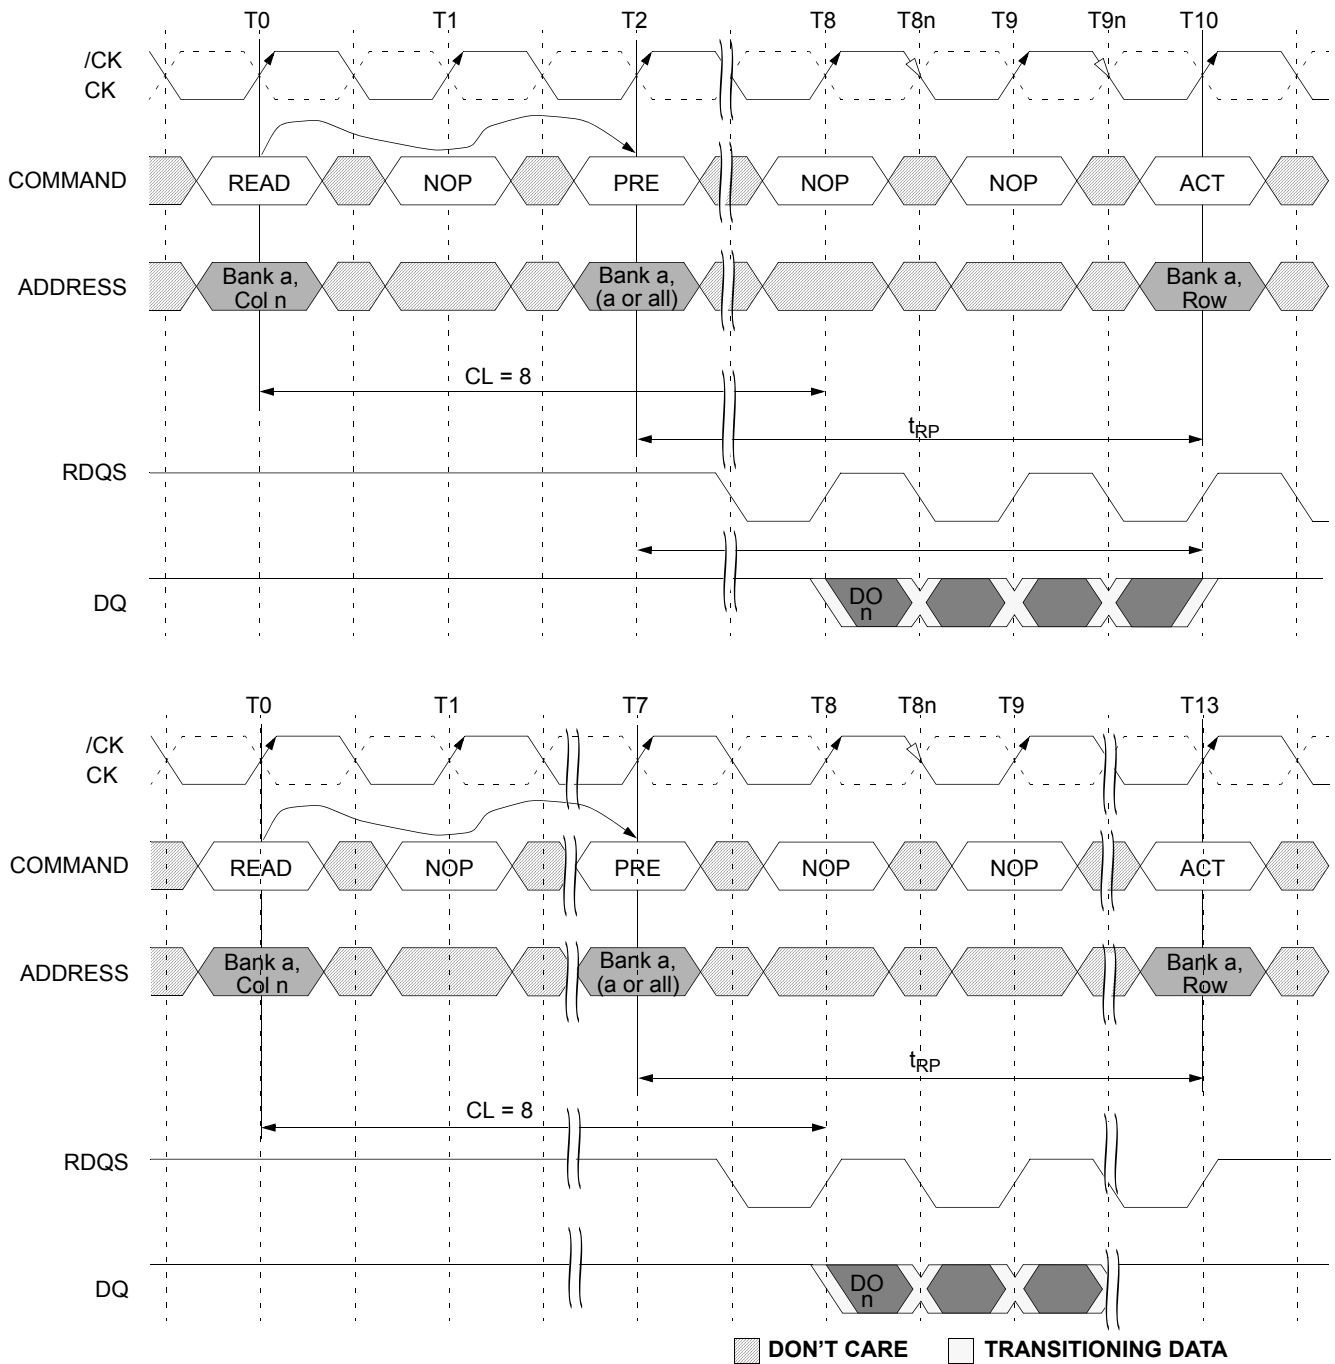 T0 T1 T2 T8 T8n T9 T9n T10
/CK
CK
COMMAND READ NOP PRE NOP NOP ACT
ADDRESS Bank a, Col n Bank a, (a or all) Bank a, Row
CL = 8
tRP
RDQS
DQ DO n
T0 T1 T7 T8 T8n T9 T13
/CK
CK
COMMAND READ NOP PRE NOP NOP ACT
ADDRESS Bank a, Col n Bank a, (a or all) Bank a, Row
tRP
CL = 8
RDQS
DQ DO n
DON'T CARE TRANSITIONING DATA